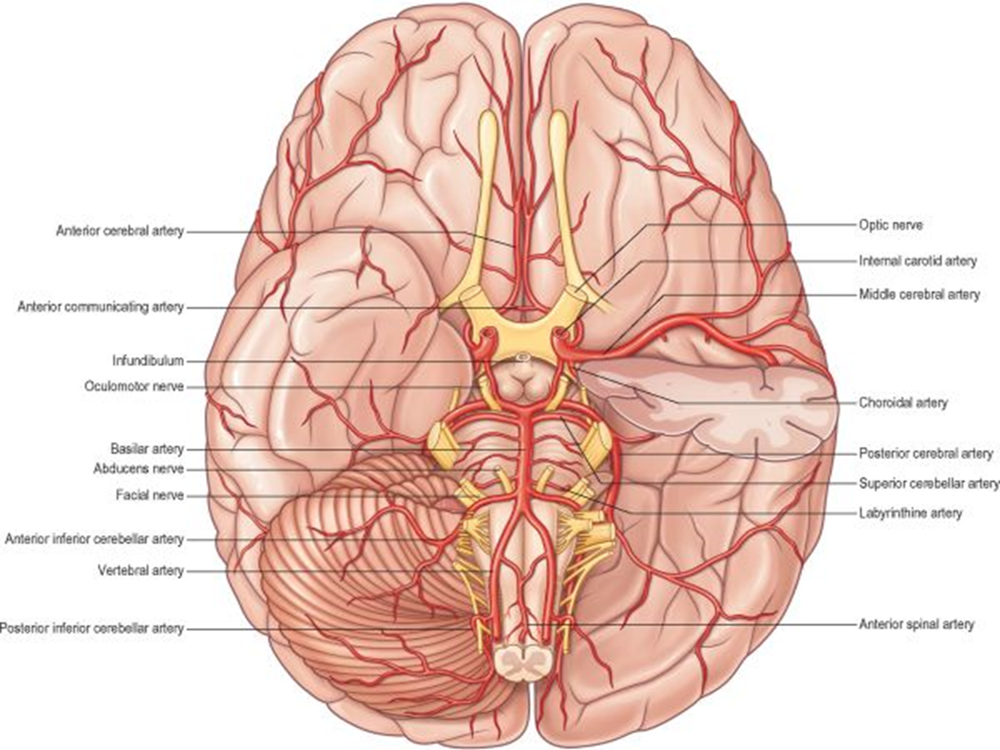 Anterior cerebral artery
Anterior communicating artery
Infundibulum
Oculomotor nerve
Basilar artery
Abducens nerve
Facial nerve
Anterior inferior cerebellar artery
Vertebral artery
Posterior inferior cerebellar artery
Optic nerve
Internal carotid artery
Middle cerebral artery
Choroidal artery
Posterior cerebral artery
Superior cerebellar artery
Labyrinthine artery
Anterior spinal artery